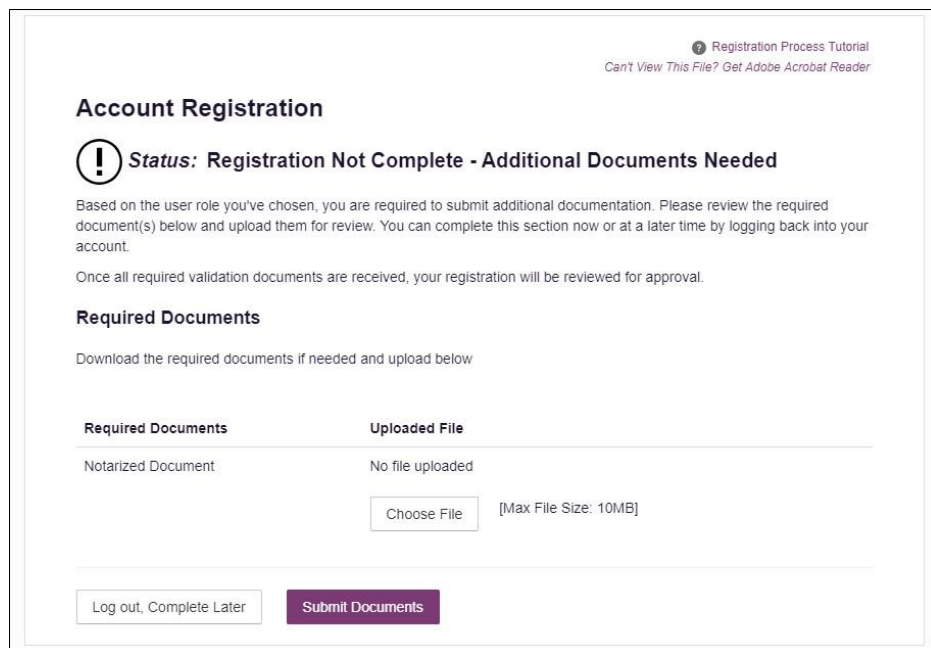 Registration Process Tutorial
Can't View This File? Get Adobe Acrobat Reader
Account Registration
Status: Registration Not Complete - Additional Documents Needed
Based on the user role you've chosen, you are required to submit additional documentation. Please review the required
document(s) below and upload them for review. You can complete this section now or at a later time by logging back into your
account.
Once all required validation documents are received, your registration will be reviewed for approval.
Required Documents
Download the required documents if needed and upload below
Required Documents Uploaded File
Notarized Document No file uploaded
Choose File [Max File Size: 10MB]
Log out, Complete Later Submit Documents